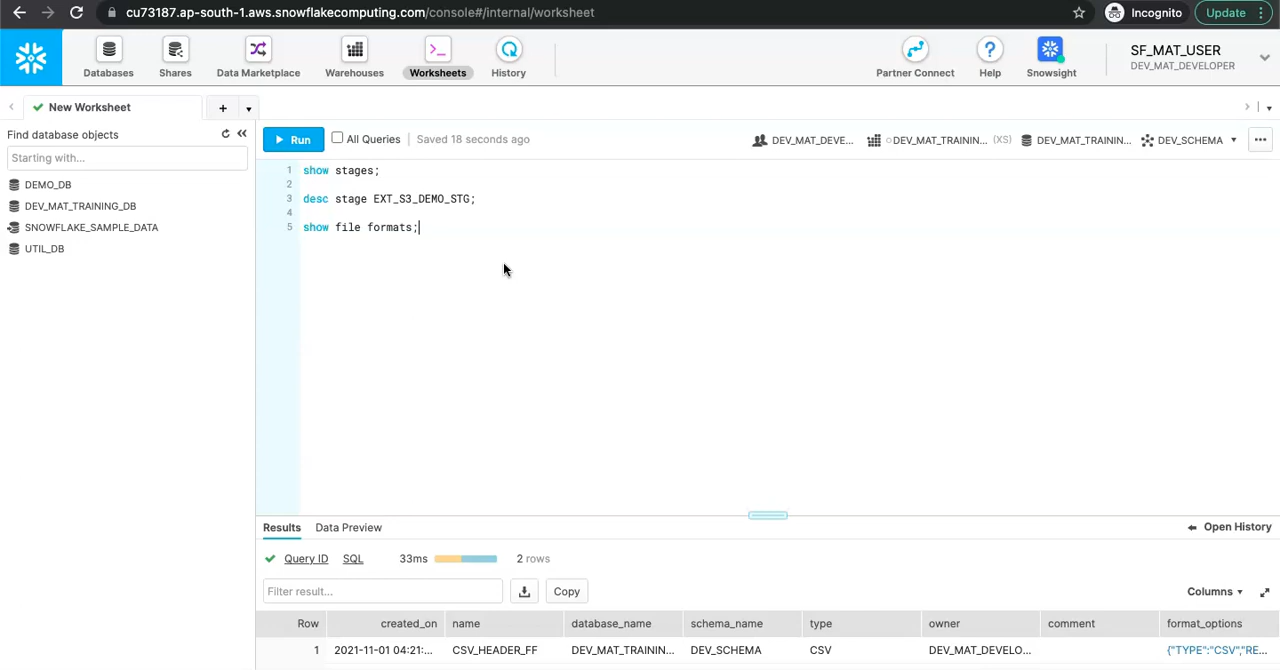 cu73187.ap-south-1.aws.snowflakecomputing.com/console#/internal/worksheet
Incognito
Update
Databases
Shares
Data Marketplace
Warehouses
Worksheets
History
Partner Connect
Help
Snowsight
SF_MAT_USER
DEV_MAT_DEVELOPER
New Worksheet
Find database objects
Starting with...
DEMO_DB
DEV_MAT_TRAINING_DB
SNOWFLAKE_SAMPLE_DATA
UTIL_DB
Run
All Queries
Saved 18 seconds ago
DEV_MAT_DEVE...
DEV_MAT_TRAININ... (XS)
DEV_MAT_TRAININ...
DEV_SCHEMA
1 show stages;
2
3 desc stage EXT_S3_DEMO_STG;
4
5 show file formats;
Results
Data Preview
Open History
Query ID
SQL
33ms
2 rows
Filter result...
Copy
Columns
Row created_on name database_name schema_name type owner comment format_options
1 2021-11-01 04:21:... CSV_HEADER_FF DEV_MAT_TRAININ... DEV_SCHEMA CSV DEV_MAT_DEVELO... {"TYPE":"CSV","RE...